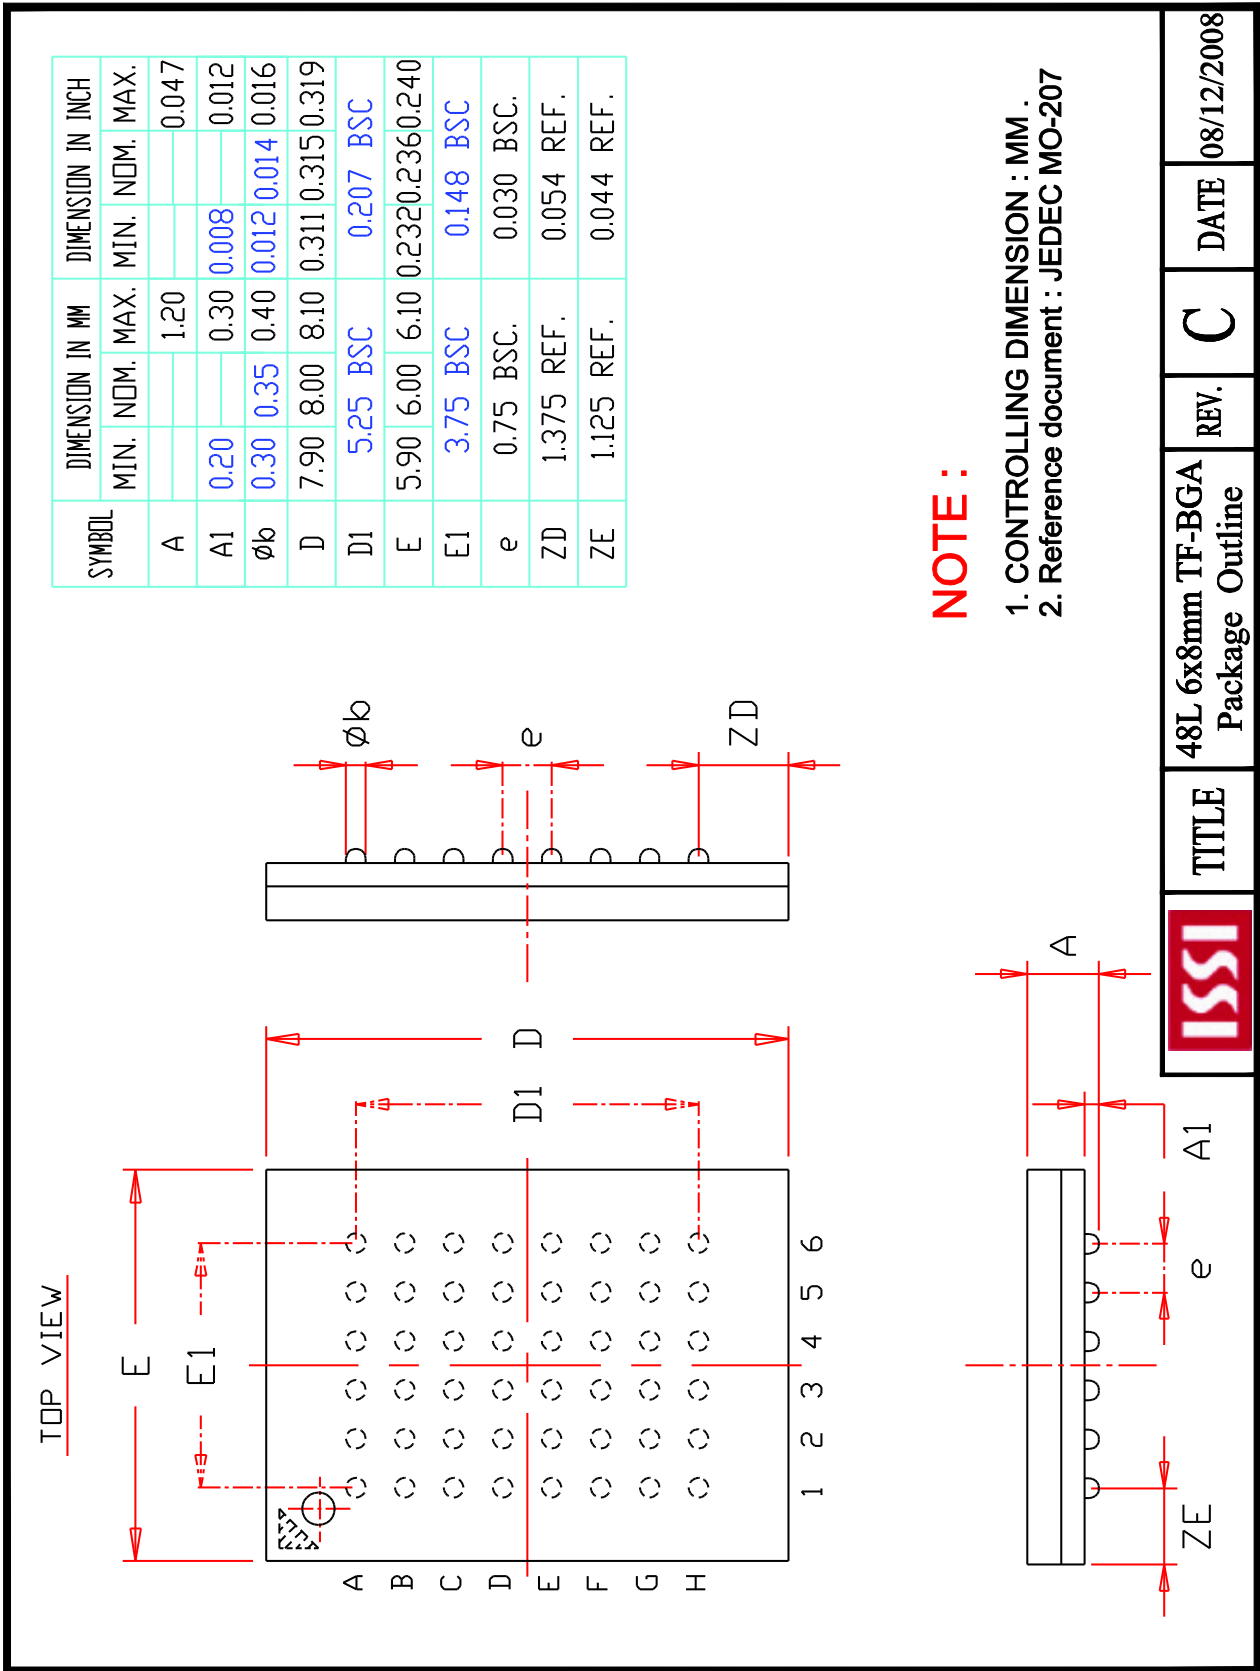 TOP VIEW
E
E1
D
D1
A
B
C
D
E
F
G
H
1 2 3 4 5 6
Øb
e
ZD
ZE
e
A1
A
SYMBOL DIMENSION IN MM DIMENSION IN INCH
MIN. NOM. MAX. MIN. NOM. MAX.
A 1.20 0.047
A1 0.20 0.30 0.008 0.012
Øb 0.30 0.35 0.40 0.012 0.014 0.016
D 7.90 8.00 8.10 0.311 0.315 0.319
D1 5.25 BSC 0.207 BSC
E 5.90 6.00 6.10 0.232 0.236 0.240
E1 3.75 BSC 0.148 BSC
e 0.75 BSC. 0.030 BSC.
ZD 1.375 REF. 0.054 REF.
ZE 1.125 REF. 0.044 REF.
NOTE :
1. CONTROLLING DIMENSION : MM .
2. Reference document : JEDEC MO-207
ISSI
TITLE
48L 6x8mm TF-BGA
Package Outline
REV.
C
DATE
08/12/2008